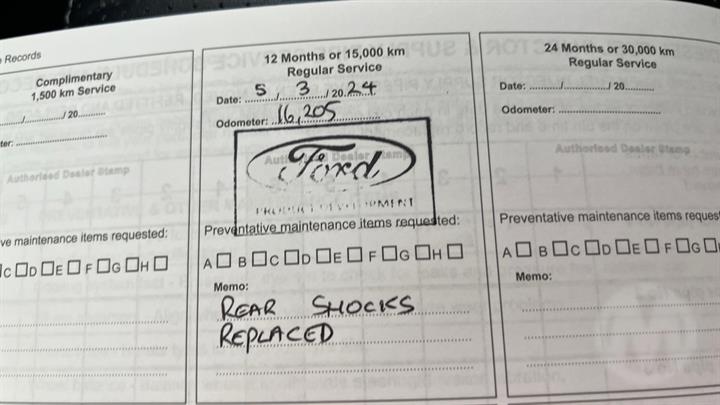 Records
Complimentary
1,500 km Service
/ / 20
ter:
Authorised Dealer Stamp
ve maintenance items requested:
C D E F G H
12 Months or 15,000 km
Regular Service
Date: 5 / 3 / 20 24
Odometer: 16,205
Authorised Dealer Stamp
Ford
Preventative maintenance items requested:
A B C D E F G H
Memo:
REAR SHOCKS
REPLACED
24 Months or 30,000 km
Regular Service
Date: / / 20
Odometer:
Authorised Dealer Stamp
Preventative maintenance items reques
A B C D E F G
Memo: